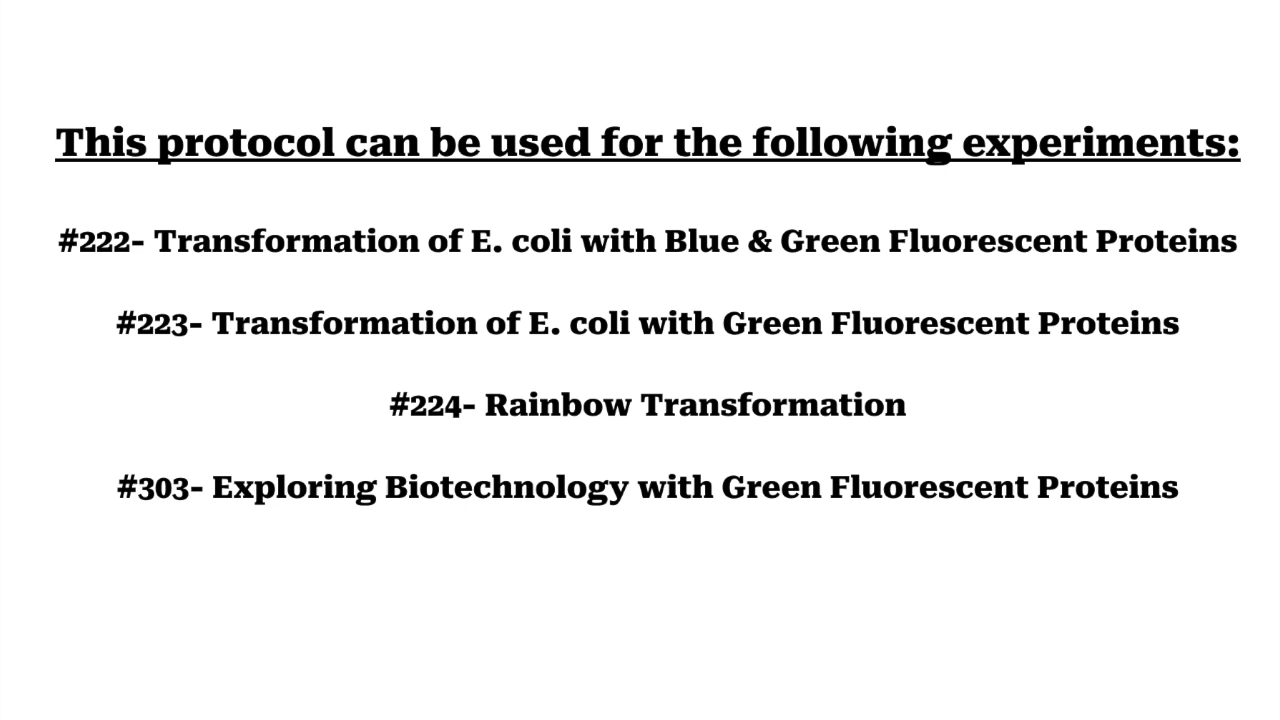 This protocol can be used for the following experiments:
#222- Transformation of E. coli with Blue & Green Fluorescent Proteins
#223- Transformation of E. coli with Green Fluorescent Proteins
#224- Rainbow Transformation
#303- Exploring Biotechnology with Green Fluorescent Proteins